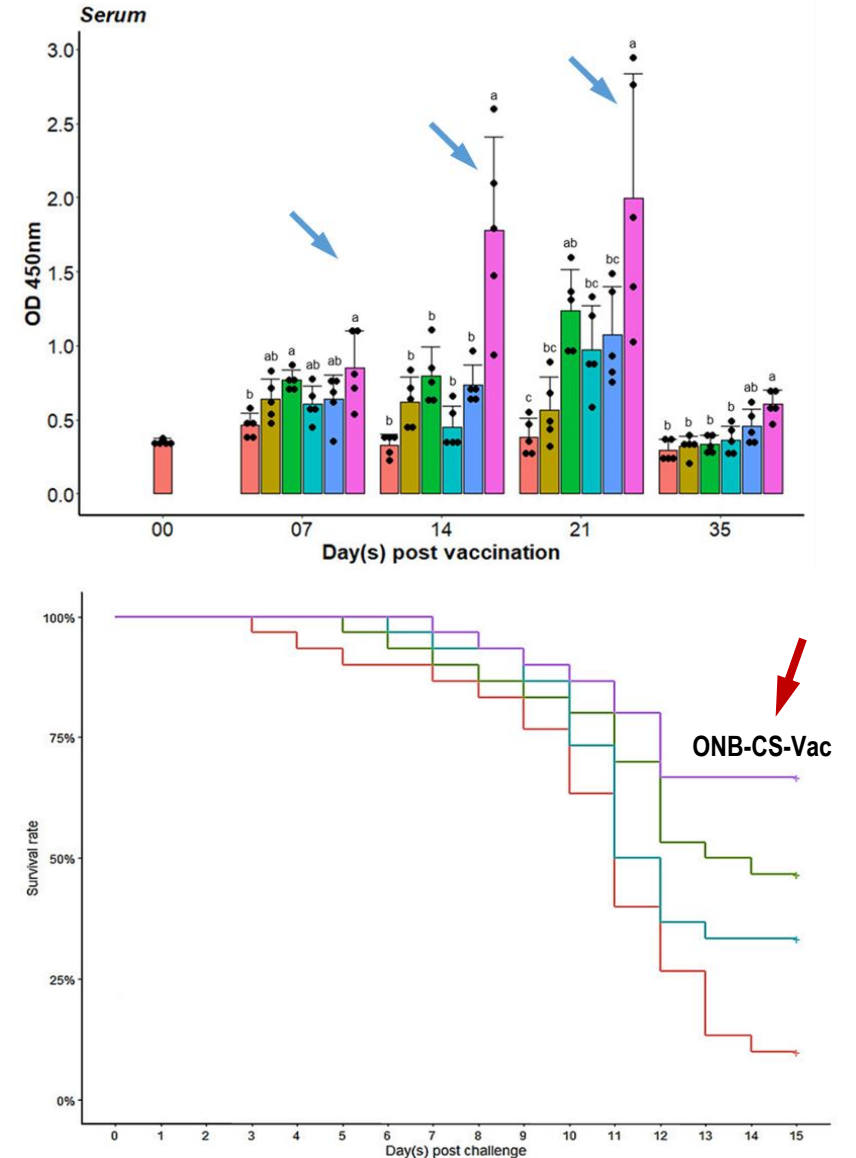 Serum
3.0
2.5
2.0
1.5
1.0
0.5
0.0
OD 450nm
b ab a ab ab a
b b b b b a
c bc ab bc bc a
b b b b ab a
00 07 14 21 35
Day(s) post vaccination
100%
75%
50%
25%
0%
Survival rate
ONB-CS-Vac
0 1 2 3 4 5 6 7 8 9 10 11 12 13 14 15
Day(s) post challenge